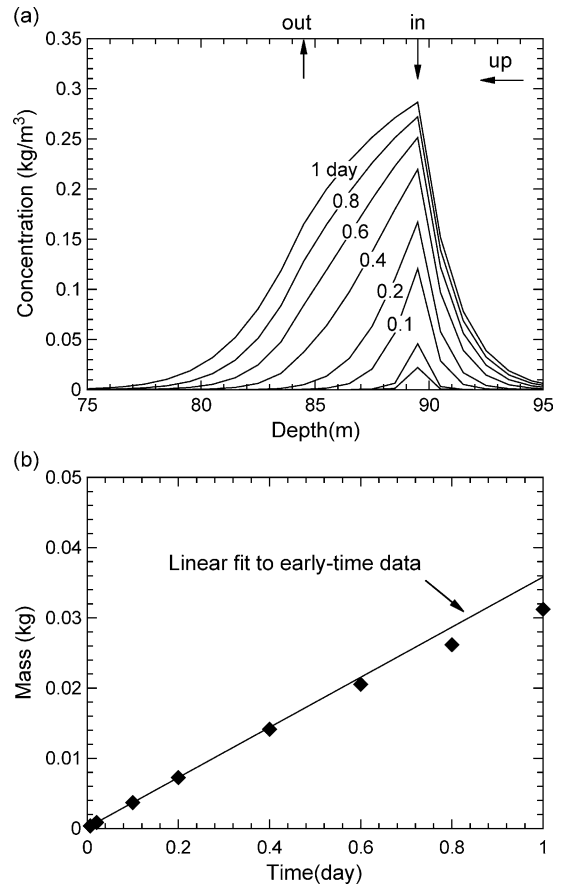 (a)
out in
up
0.35
0.3
0.25
0.2
0.15
0.1
0.05
0
Concentration (kg/m³)
1 day
0.8
0.6
0.4
0.2
0.1
75 80 85 90 95
Depth(m)
(b)
0.05
0.04
0.03
0.02
0.01
0
Mass (kg)
Linear fit to early-time data
0 0.2 0.4 0.6 0.8 1
Time(day)